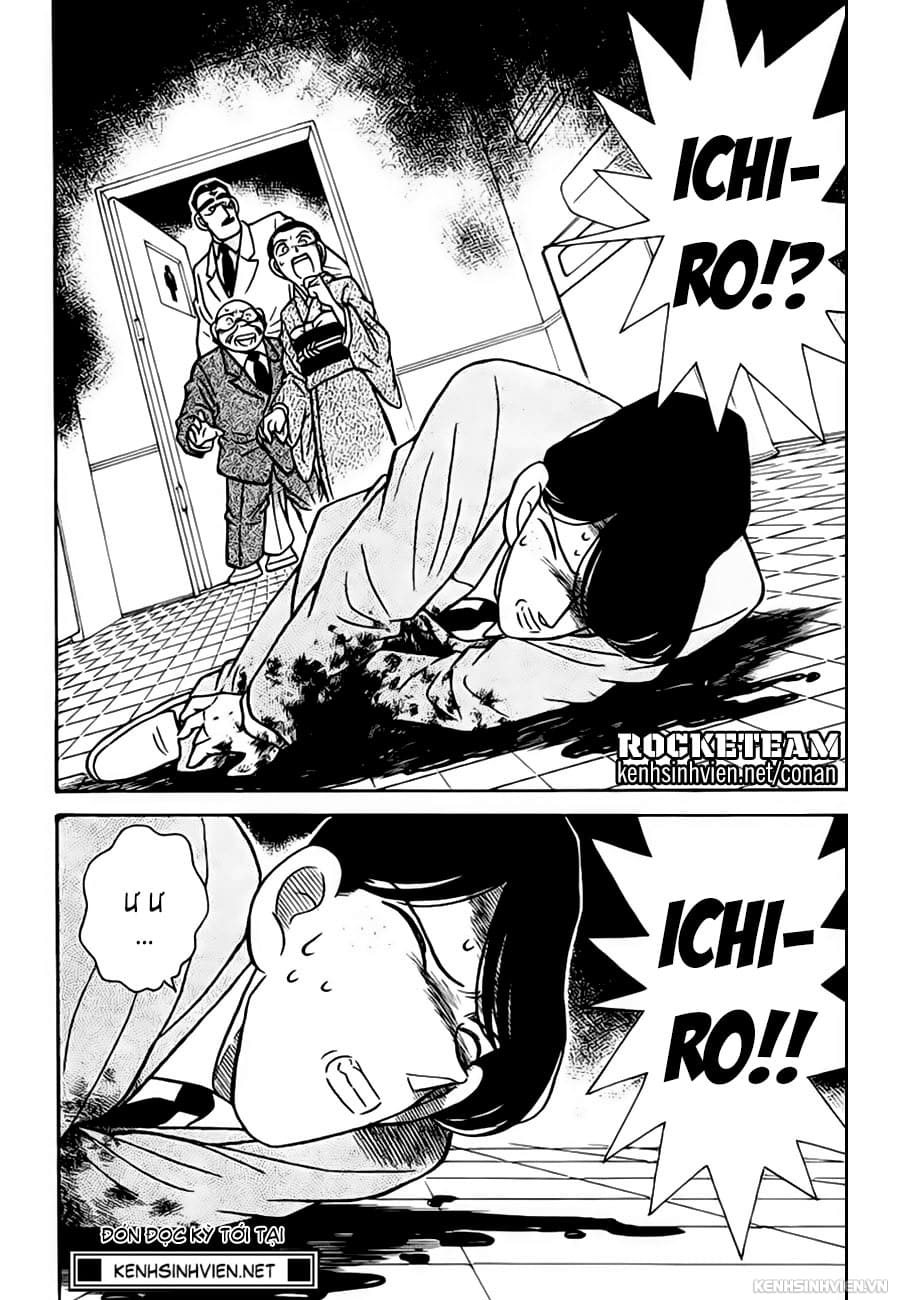 ICHI-
RO!?
ROCKETEAM
kenhsinhvien.net/conan
Ư Ư
...
ICHI-
RO!!
ĐÓN ĐỌC KỲ TỚI TẠI
KENHSINHVIEN.NET
KENHSINHVIEN.VN